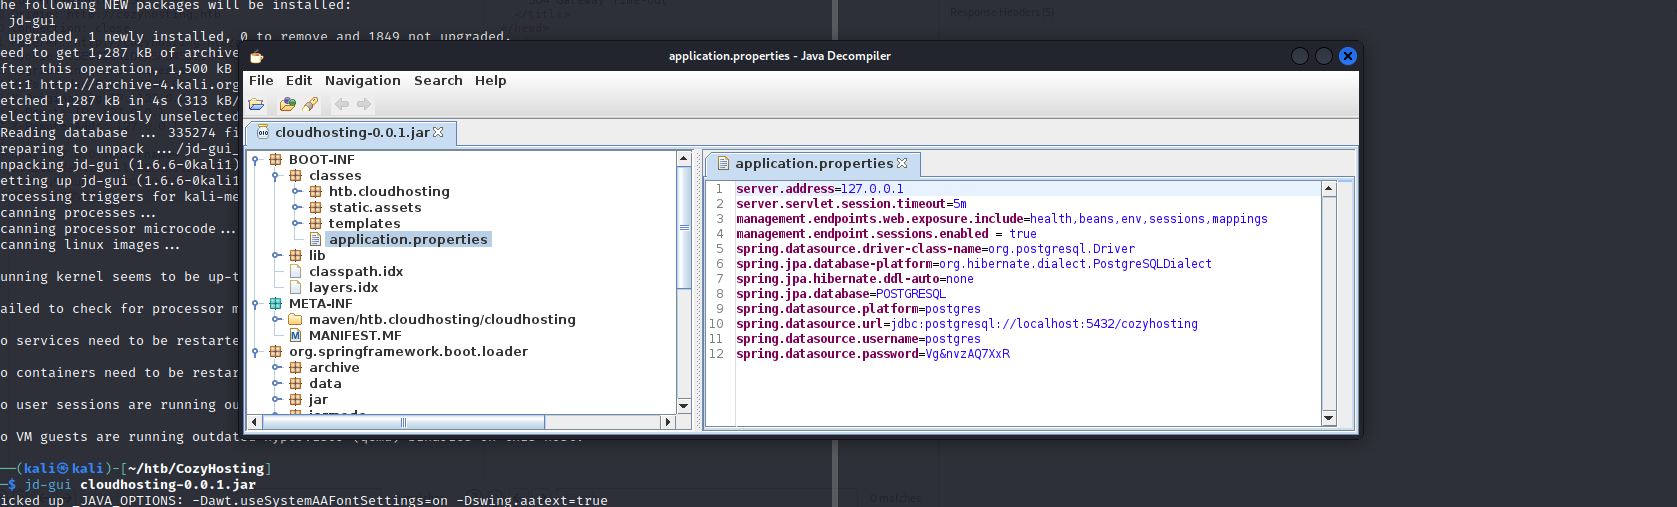 he following NEW packages will be installed:
jd-gui
upgraded, 1 newly installed, 0 to remove and 1849 not upgraded.
eed to get 1,287 kB of archive
fter this operation, 1,500 kB
et:1 http://archive-4.kali.org
etched 1,287 kB in 4s (313 kB/
electing previously unselected
Reading database ... 335274 fi
reparing to unpack .../jd-gui_
npacking jd-gui (1.6.6-0kali1)
etting up jd-gui (1.6.6-0kali1
rocessing triggers for kali-me
canning processes...
canning processor microcode...
canning linux images...
unning kernel seems to be up-t
ailed to check for processor m
o services need to be restarte
o containers need to be restar
o user sessions are running ou
o VM guests are running outdat
(kali㉿kali)-[~/htb/CozyHosting]
$ jd-gui cloudhosting-0.0.1.jar
icked up _JAVA_OPTIONS: -Dawt.useSystemAAFontSettings=on -Dswing.aatext=true
Response Headers (5)
0 matches
application.properties - Java Decompiler
File Edit Navigation Search Help
cloudhosting-0.0.1.jar
BOOT-INF
classes
htb.cloudhosting
static.assets
templates
application.properties
lib
classpath.idx
layers.idx
META-INF
maven/htb.cloudhosting/cloudhosting
MANIFEST.MF
org.springframework.boot.loader
archive
data
jar
application.properties
1 server.address=127.0.0.1
2 server.servlet.session.timeout=5m
3 management.endpoints.web.exposure.include=health,beans,env,sessions,mappings
4 management.endpoint.sessions.enabled = true
5 spring.datasource.driver-class-name=org.postgresql.Driver
6 spring.jpa.database-platform=org.hibernate.dialect.PostgreSQLDialect
7 spring.jpa.hibernate.ddl-auto=none
8 spring.jpa.database=POSTGRESQL
9 spring.datasource.platform=postgres
10 spring.datasource.url=jdbc:postgresql://localhost:5432/cozyhosting
11 spring.datasource.username=postgres
12 spring.datasource.password=Vg&nvzAQ7XxR